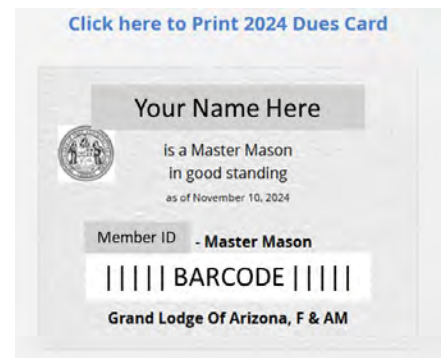 Click here to Print 2024 Dues Card
Your Name Here
is a Master Mason
in good standing
as of November 10, 2024
Member ID - Master Mason
||||| BARCODE |||||
Grand Lodge Of Arizona, F & AM